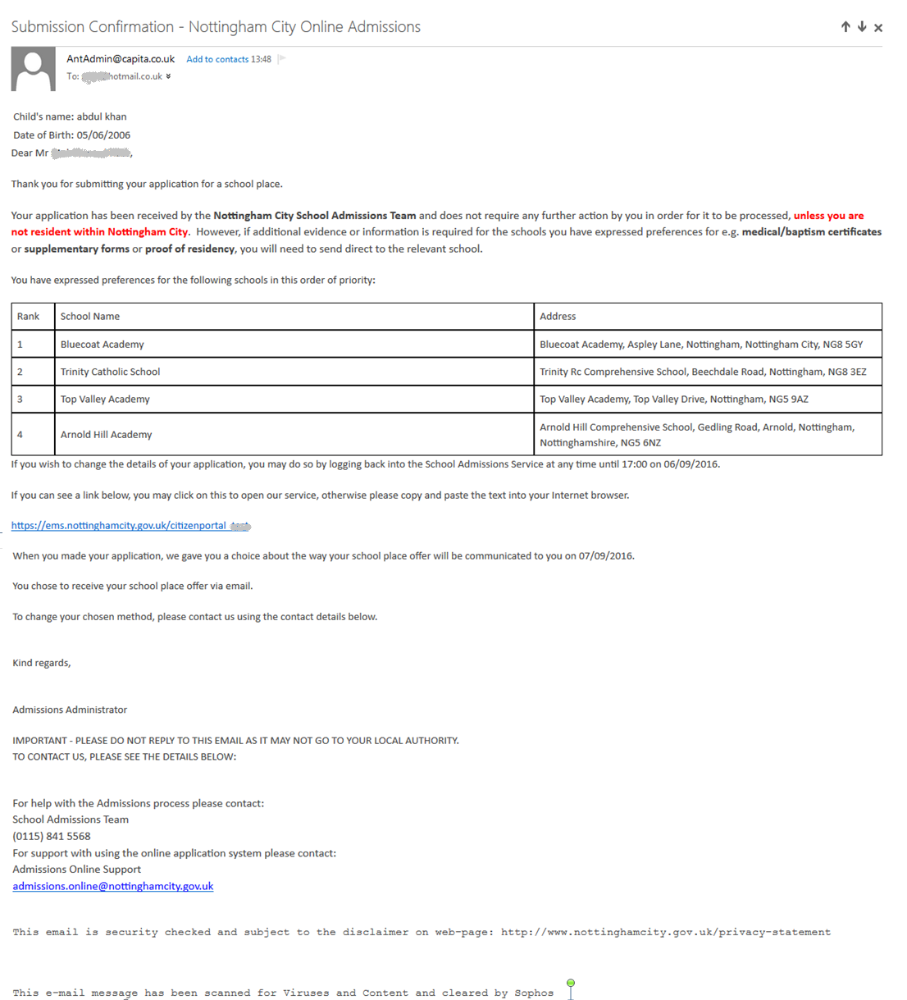 Submission Confirmation - Nottingham City Online Admissions
AntAdmin@capita.co.uk Add to contacts 13:48
To: hotmail.co.uk
Child's name: abdul khan
Date of Birth: 05/06/2006
Dear Mr ,
Thank you for submitting your application for a school place.
Your application has been received by the Nottingham City School Admissions Team and does not require any further action by you in order for it to be processed, unless you are
not resident within Nottingham City. However, if additional evidence or information is required for the schools you have expressed preferences for e.g. medical/baptism certificates
or supplementary forms or proof of residency, you will need to send direct to the relevant school.
You have expressed preferences for the following schools in this order of priority:
Rank School Name Address
1 Bluecoat Academy Bluecoat Academy, Aspley Lane, Nottingham, Nottingham City, NG8 5GY
2 Trinity Catholic School Trinity Rc Comprehensive School, Beechdale Road, Nottingham, NG8 3EZ
3 Top Valley Academy Top Valley Academy, Top Valley Drive, Nottingham, NG5 9AZ
4 Arnold Hill Academy Arnold Hill Comprehensive School, Gedling Road, Arnold, Nottingham,
Nottinghamshire, NG5 6NZ
If you wish to change the details of your application, you may do so by logging back into the School Admissions Service at any time until 17:00 on 06/09/2016.
If you can see a link below, you may click on this to open our service, otherwise please copy and paste the text into your Internet browser.
https://ems.nottinghamcity.gov.uk/citizenportal
When you made your application, we gave you a choice about the way your school place offer will be communicated to you on 07/09/2016.
You chose to receive your school place offer via email.
To change your chosen method, please contact us using the contact details below.
Kind regards,
Admissions Administrator
IMPORTANT - PLEASE DO NOT REPLY TO THIS EMAIL AS IT MAY NOT GO TO YOUR LOCAL AUTHORITY.
TO CONTACT US, PLEASE SEE THE DETAILS BELOW:
For help with the Admissions process please contact:
School Admissions Team
(0115) 841 5568
For support with using the online application system please contact:
Admissions Online Support
admissions.online@nottinghamcity.gov.uk
This email is security checked and subject to the disclaimer on web-page: http://www.nottinghamcity.gov.uk/privacy-statement
This e-mail message has been scanned for Viruses and Content and cleared by Sophos